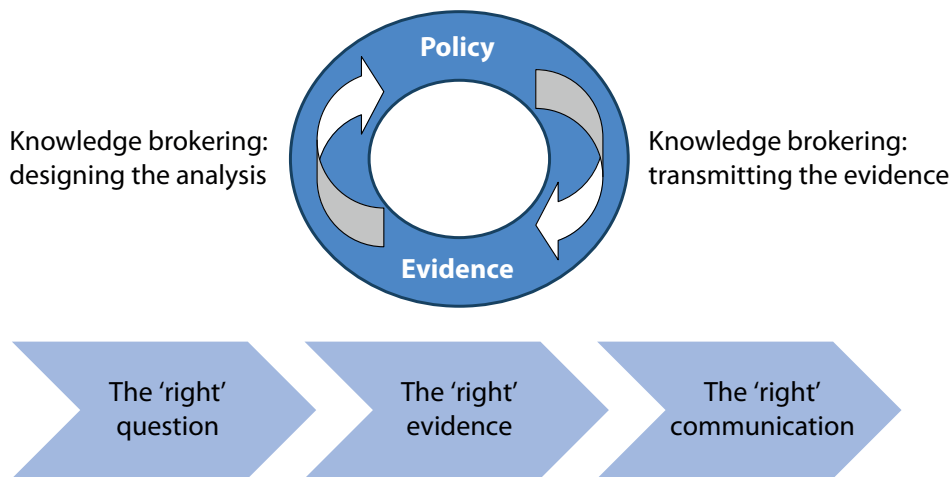 Policy
Knowledge brokering:
designing the analysis
Knowledge brokering:
transmitting the evidence
Evidence
The ‘right’
question
The ‘right’
evidence
The ‘right’
communication